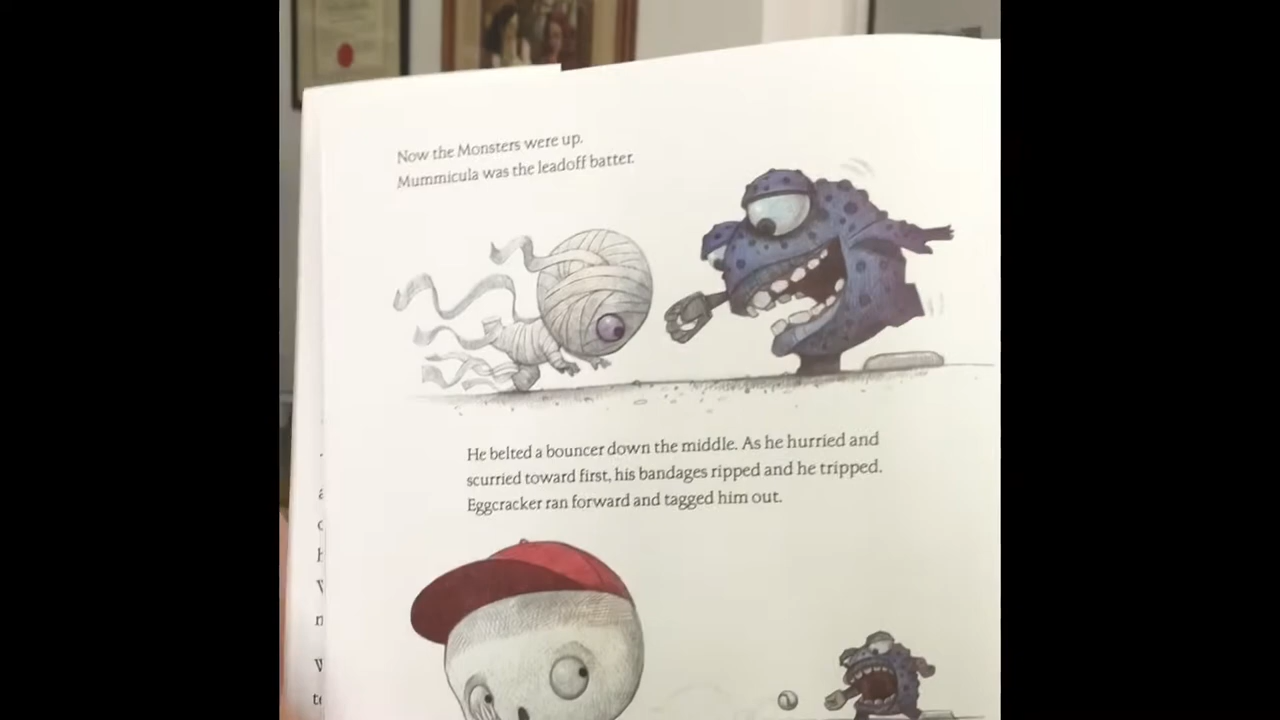 Now the Monsters were up.
Mummicula was the leadoff batter.
He belted a bouncer down the middle. As he hurried and
scurried toward first, his bandages ripped and he tripped.
Eggcracker ran forward and tagged him out.